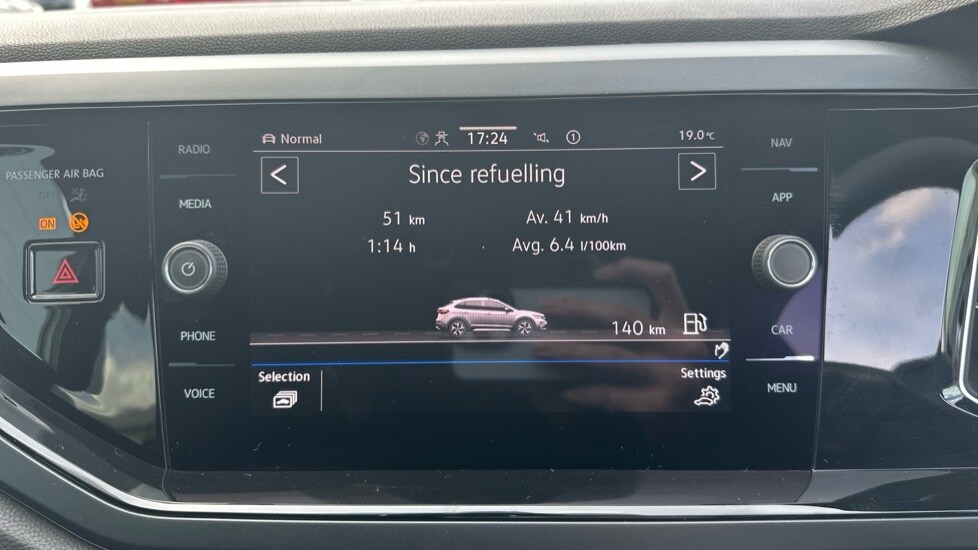 PASSENGER AIR BAG
ON
RADIO
MEDIA
PHONE
VOICE
Normal
17:24
1
19.0°C
< Since refuelling >
51 km Av. 41 km/h
1:14 h Avg. 6.4 l/100km
140 km
Selection
Settings
NAV
APP
CAR
MENU